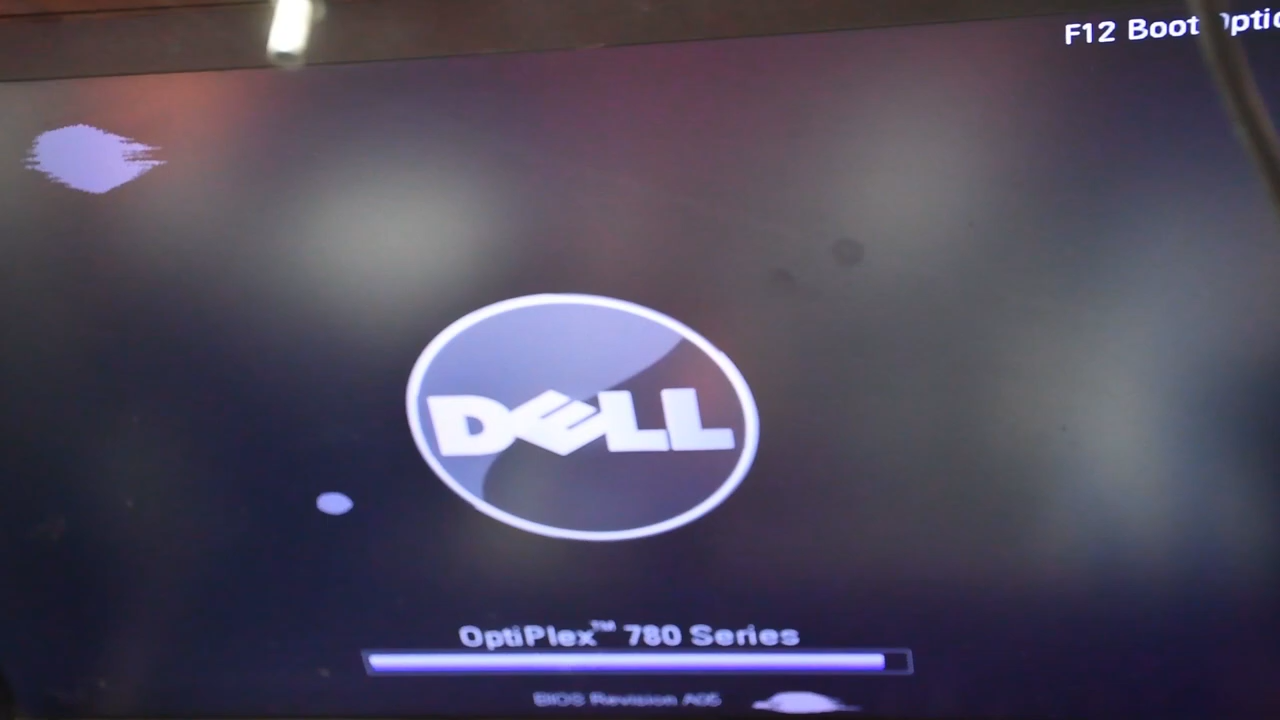 F12 Boot
DELL
OptiPlex™ 780 Series
BIOS Revision A05